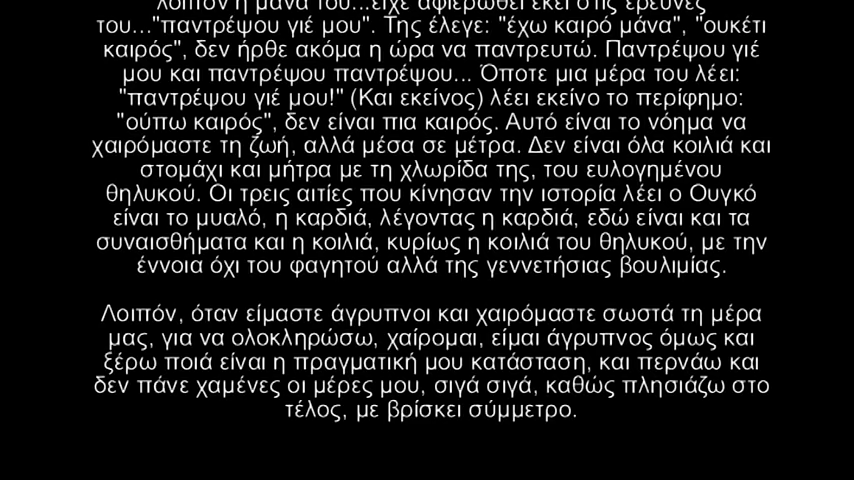 λοιπόν η μάνα του...είχε αφιερωθεί εκεί στις έρευνές
του..."παντρέψου γιέ μου". Της έλεγε: "έχω καιρό μάνα", "ουκέτι
καιρός", δεν ήρθε ακόμα η ώρα να παντρευτώ. Παντρέψου γιέ
μου και παντρέψου παντρέψου... Όποτε μια μέρα του λέει:
"παντρέψου γιέ μου!" (Και εκείνος) λέει εκείνο το περίφημο:
"ούπω καιρός", δεν είναι πια καιρός. Αυτό είναι το νόημα να
χαιρόμαστε τη ζωή, αλλά μέσα σε μέτρα. Δεν είναι όλα κοιλιά και
στομάχι και μήτρα με τη χλωρίδα της, του ευλογημένου
θηλυκού. Οι τρεις αιτίες που κίνησαν την ιστορία λέει ο Ουγκό
είναι το μυαλό, η καρδιά, λέγοντας η καρδιά, εδώ είναι και τα
συναισθήματα και η κοιλιά, κυρίως η κοιλιά του θηλυκού, με την
έννοια όχι του φαγητού αλλά της γεννετήσιας βουλιμίας.
Λοιπόν, όταν είμαστε άγρυπνοι και χαιρόμαστε σωστά τη μέρα
μας, για να ολοκληρώσω, χαίρομαι, είμαι άγρυπνος όμως και
ξέρω ποιά είναι η πραγματική μου κατάσταση, και περνάω και
δεν πάνε χαμένες οι μέρες μου, σιγά σιγά, καθώς πλησιάζω στο
τέλος, με βρίσκει σύμμετρο.